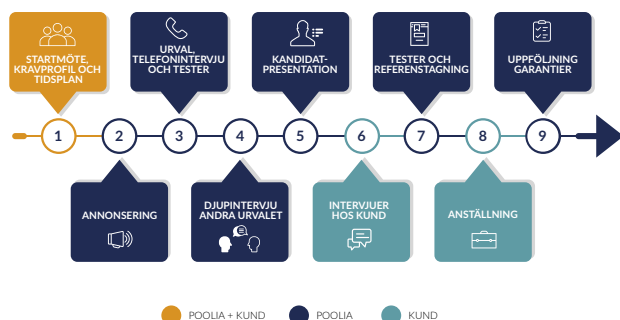 STARTMÖTE,
KRAVPROFIL OCH
TIDSPLAN
URVAL,
TELEFONINTERVJU
OCH TESTER
KANDIDAT-
PRESENTATION
TESTER OCH
REFERENSTAGNING
UPPFÖLJNING
GARANTIER
1
2
3
4
5
6
7
8
9
ANNONSERING
DJUPINTERVJU
ANDRA URVALET
INTERVJUER
HOS KUND
ANSTÄLLNING
POOLIA + KUND
POOLIA
KUND